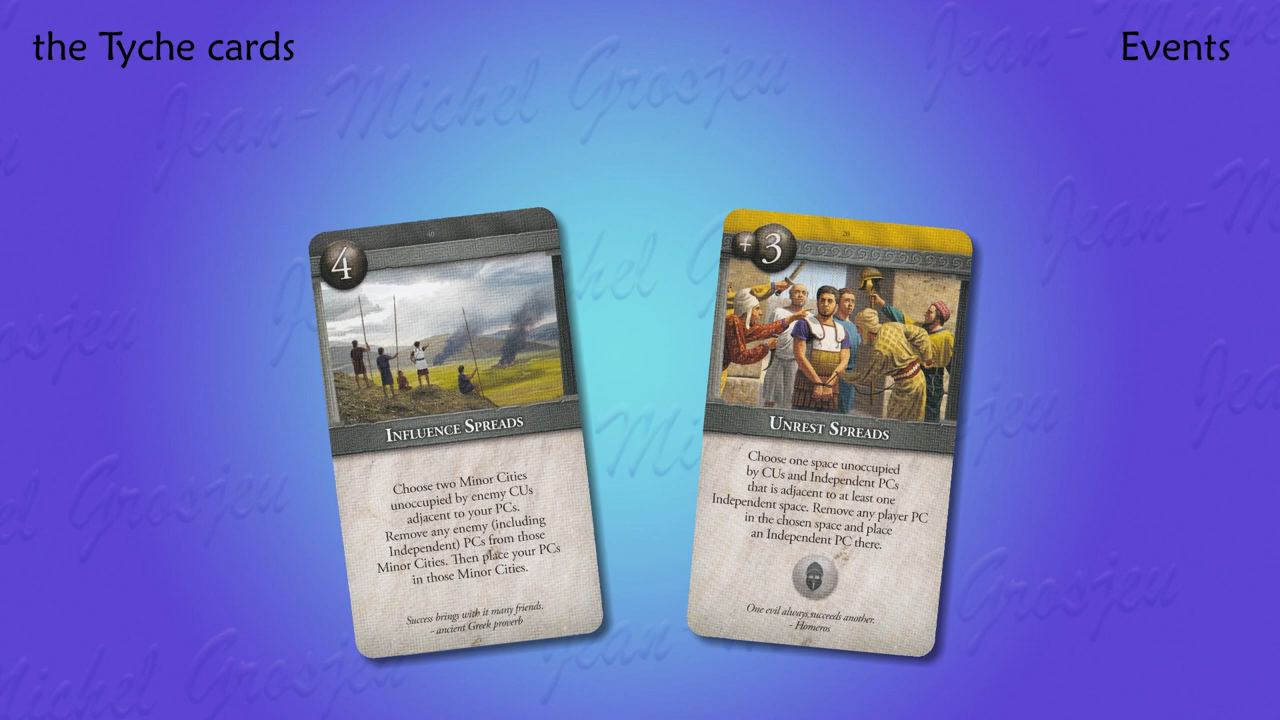 the Tyche cards
Events
Jean-Michel Grosjeu
40
4
INFLUENCE SPREADS
Choose two Minor Cities
unoccupied by enemy CUs
adjacent to your PCs.
Remove any enemy (including
Independent) PCs from those
Minor Cities. Then place your PCs
in those Minor Cities.
Success brings with it many friends.
- ancient Greek proverb
20
+3
UNREST SPREADS
Choose one space unoccupied
by CUs and Independent PCs
that is adjacent to at least one
Independent space. Remove any player PC
in the chosen space and place
an Independent PC there.
One evil always succeeds another.
- Homeros